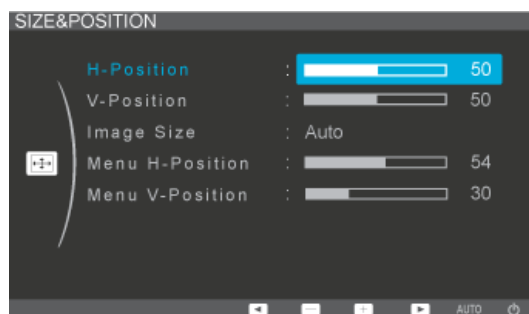 SIZE&POSITION
H-Position : 50
V-Position : 50
Image Size : Auto
Menu H-Position : 54
Menu V-Position : 30
AUTO